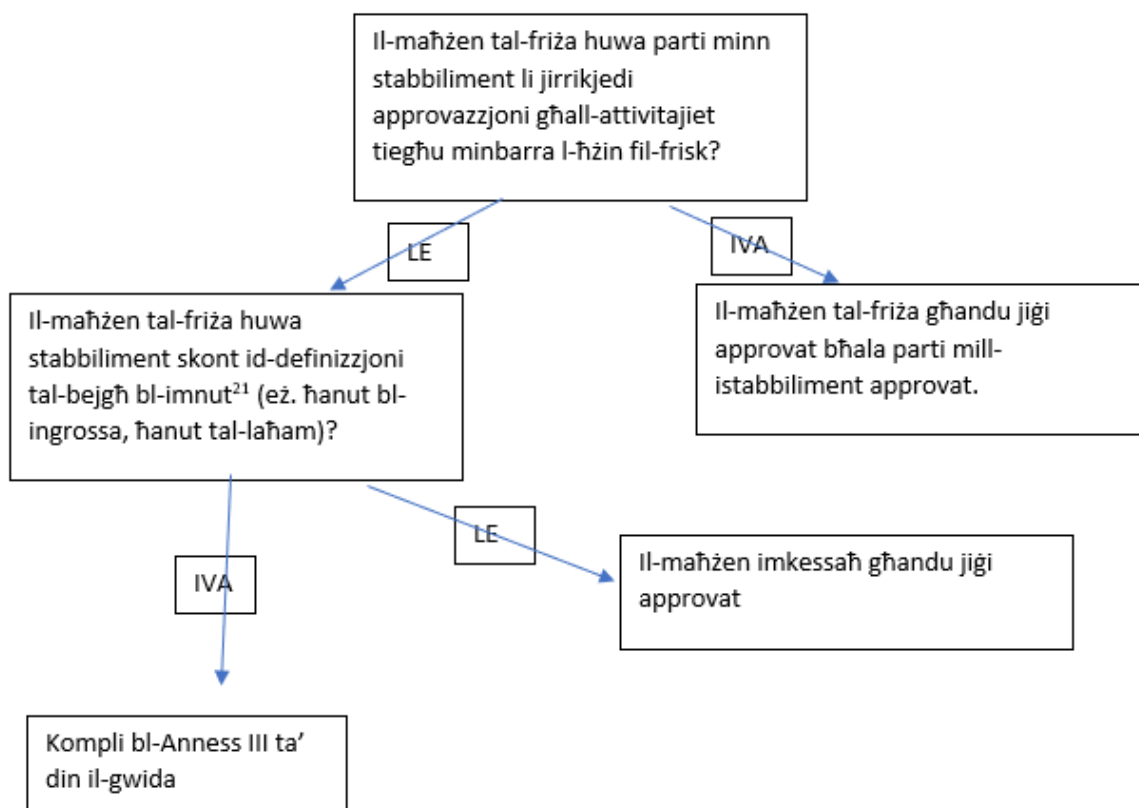 Il-maħżen tal-friża huwa parti minn
stabbiliment li jirrikjedi
approvazzjoni għall-attivitajiet
tiegħu minbarra l-ħżin fil-frisk?
LE
IVA
Il-maħżen tal-friża huwa
stabbiliment skont id-definizzjoni
tal-bejgħ bl-imnut²¹ (eż. ħanut bl-
ingrossa, ħanut tal-laħam)?
Il-maħżen tal-friża għandu jiġi
approvat bħala parti mill-
istabbiliment approvat.
LE
IVA
Il-maħżen imkessaħ għandu jiġi
approvat
Kompli bl-Anness III ta’
din il-gwida